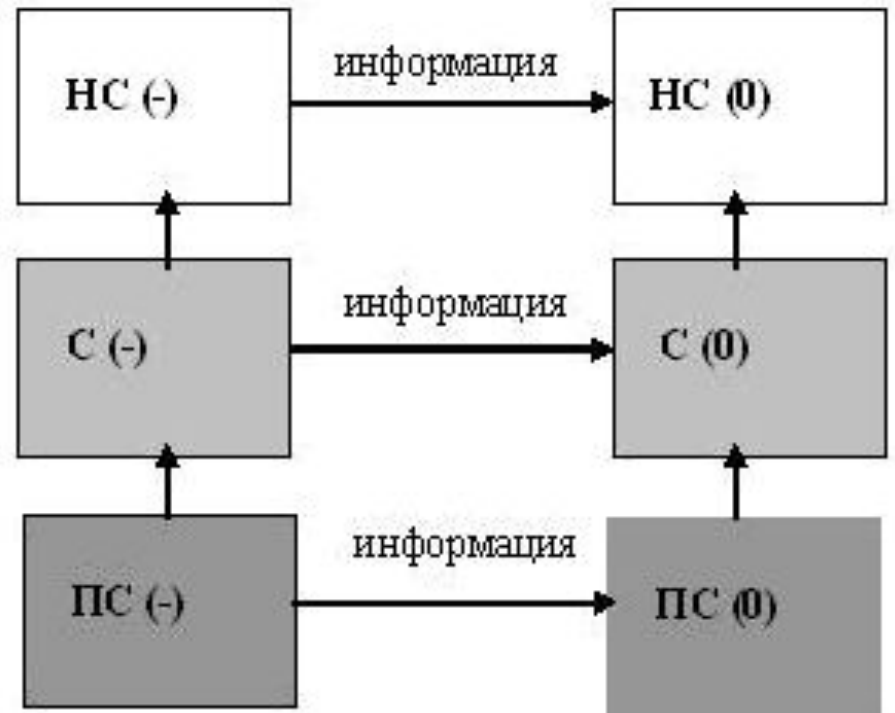 НС (-)
информация
НС (0)
С (-)
информация
С (0)
ПС (-)
информация
ПС (0)